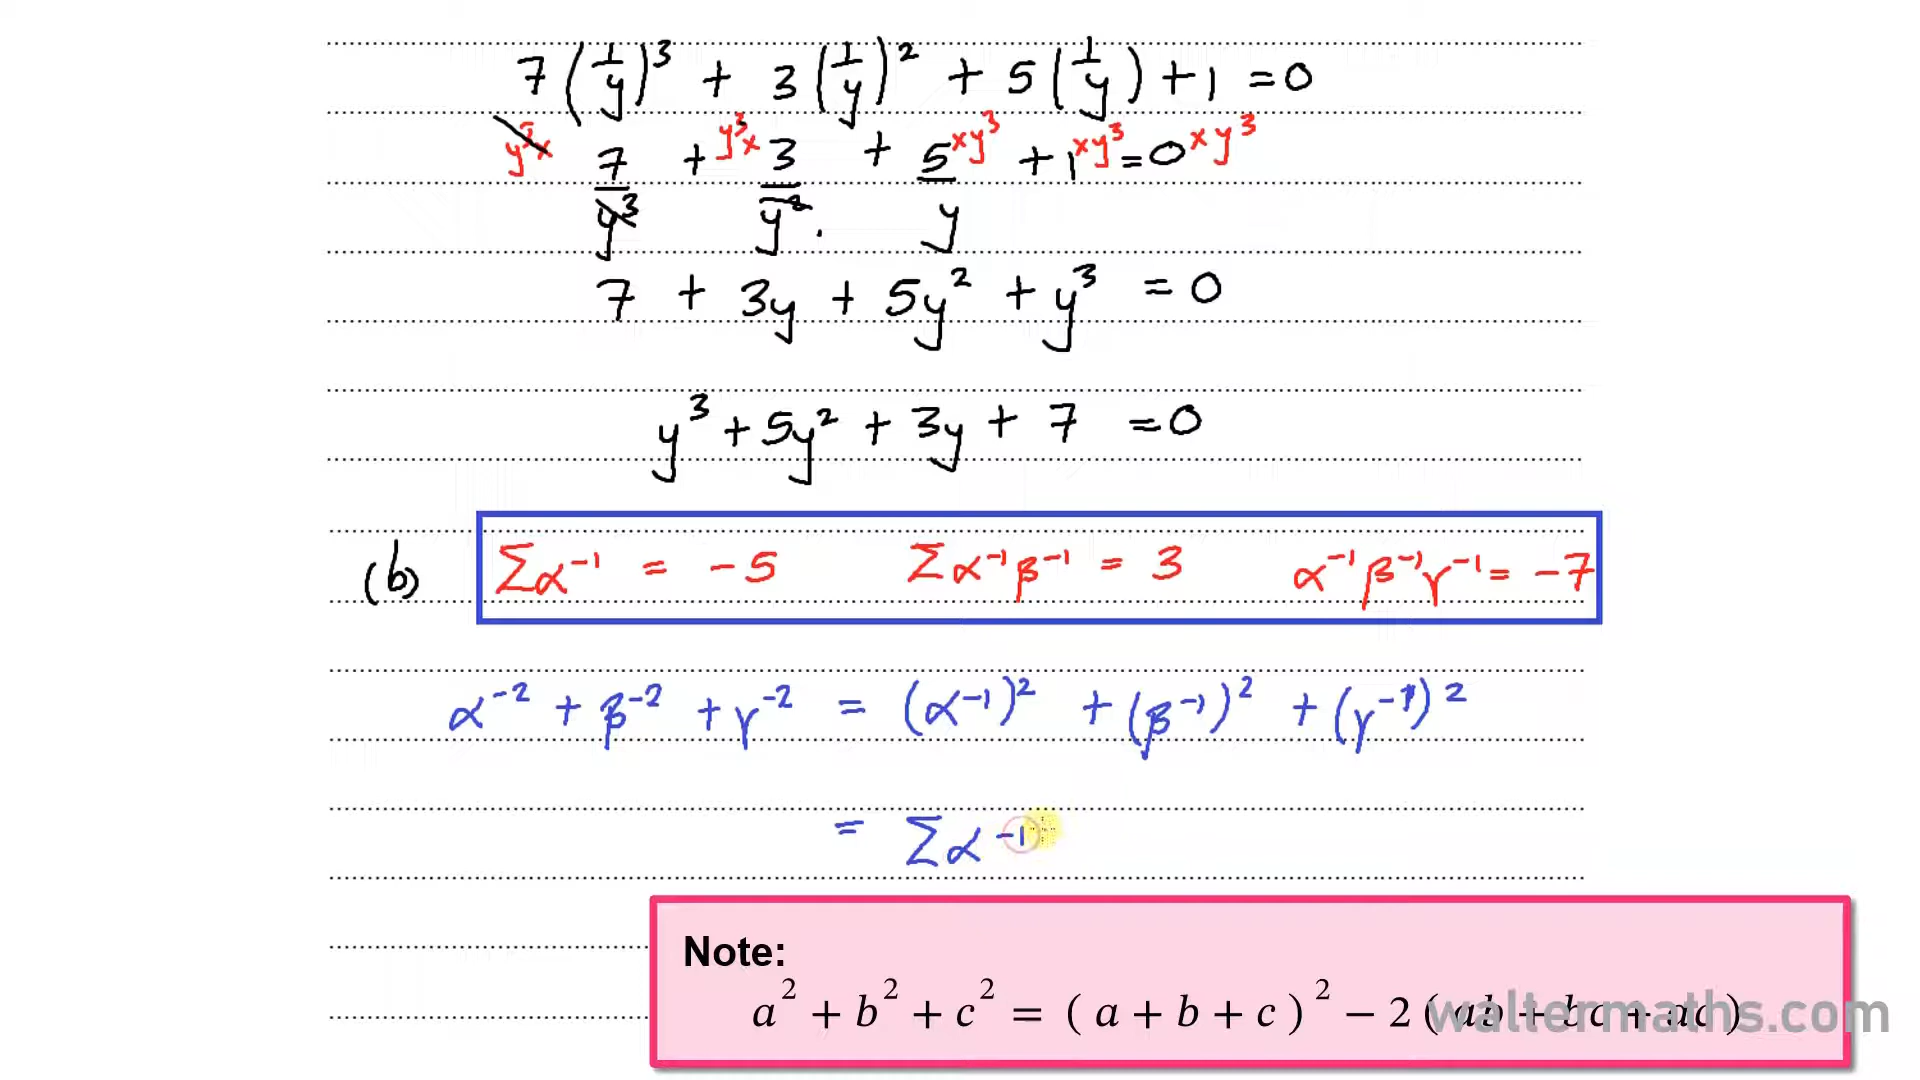 7(1/y)³ + 3(1/y)² + 5(1/y) + 1 = 0
y³× 7/y³ + y³× 3/y² + 5/y ×y³ + 1 ×y³ = 0 ×y³
7 + 3y + 5y² + y³ = 0
y³ + 5y² + 3y + 7 = 0
(b) Σα⁻¹ = -5 Σα⁻¹β⁻¹ = 3 α⁻¹β⁻¹γ⁻¹ = -7
α⁻² + β⁻² + γ⁻² = (α⁻¹)² + (β⁻¹)² + (γ⁻¹)²
= Σα⁻¹
Note:
a² + b² + c² = ( a + b + c )² − 2 ( ab + bc + ac )
waltermaths.com